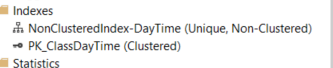 Indexes
NonClusteredIndex-DayTime (Unique, Non-Clustered)
PK_ClassDayTime (Clustered)
Statistics